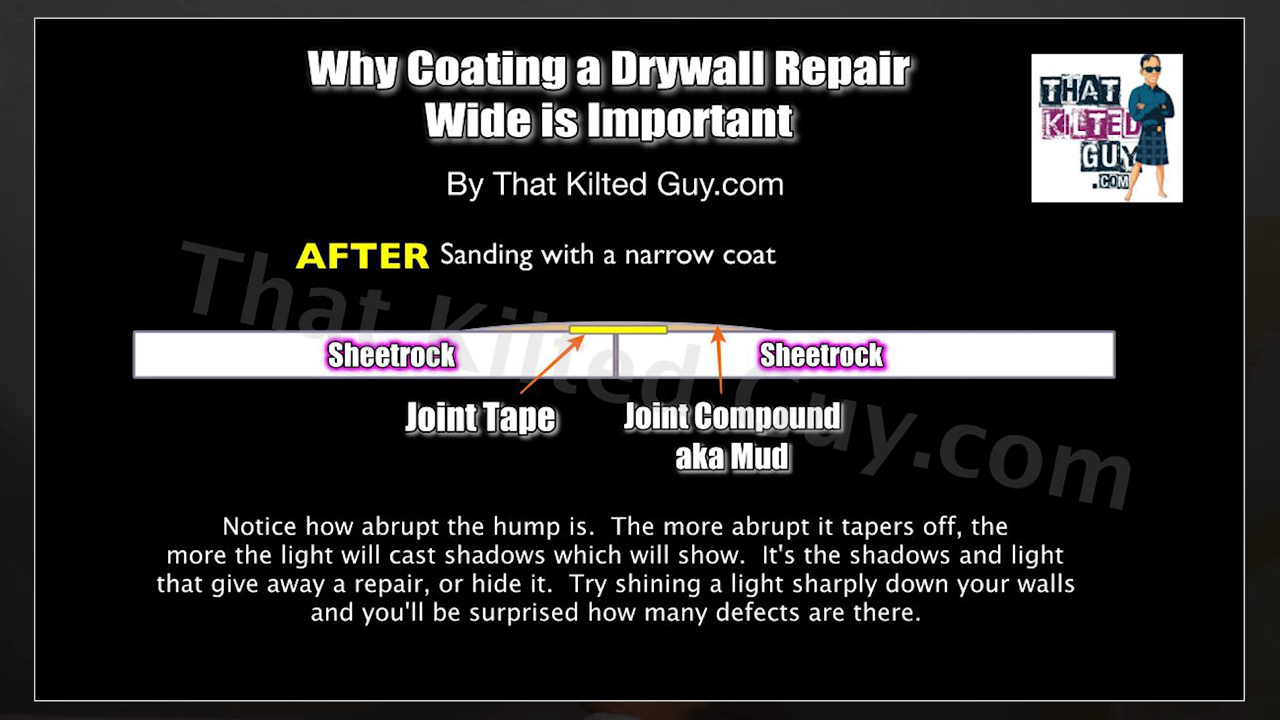 Why Coating a Drywall Repair
Wide is Important
THAT
KILTED
GUY
.COM
By That Kilted Guy.com
AFTER Sanding with a narrow coat
That Kilted Guy.com
Sheetrock
Sheetrock
Joint Tape
Joint Compound
aka Mud
Notice how abrupt the hump is.  The more abrupt it tapers off, the
more the light will cast shadows which will show.  It's the shadows and light
that give away a repair, or hide it.  Try shining a light sharply down your walls
and you'll be surprised how many defects are there.